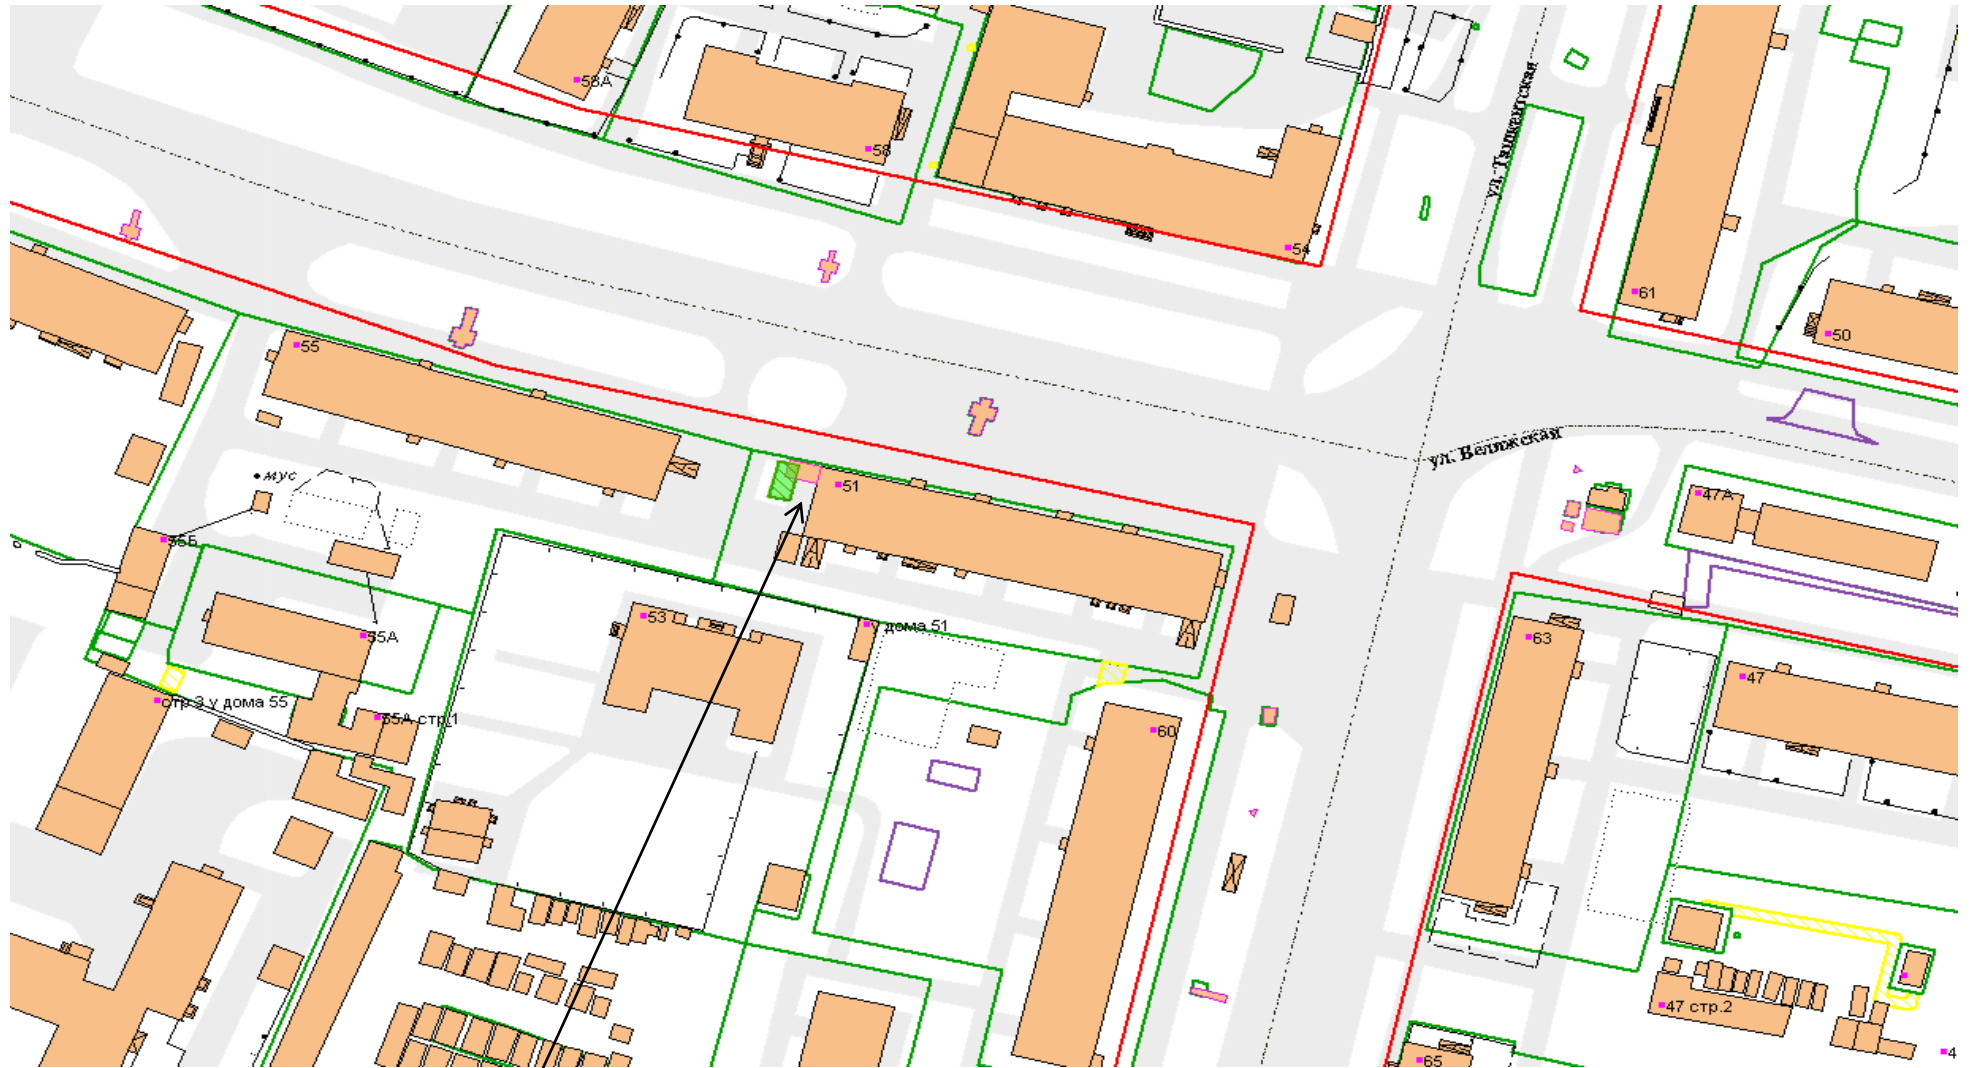 58А
58
54
ул. Ташкентская
61
50
55
ул. Велижская
мус
51
47А
55Б
53
у дома 51
63
55А
47
стр.3 у дома 55
55А стр.1
60
47 стр.2
65
4